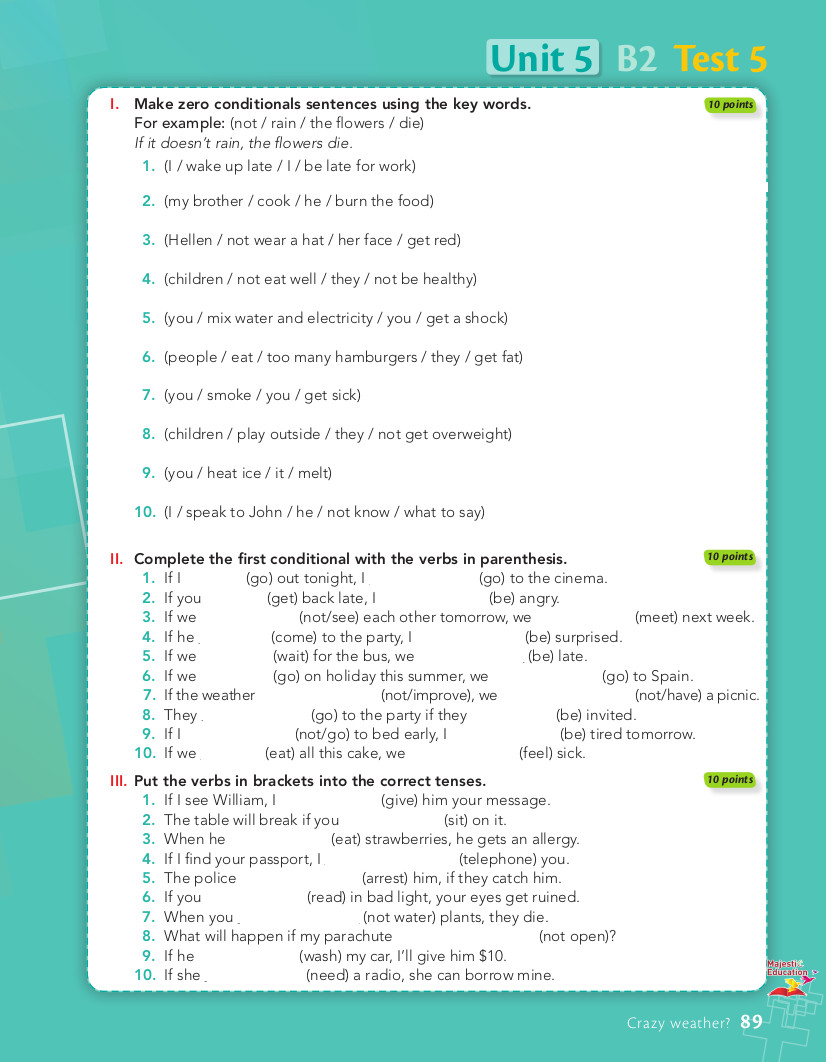 Unit 5 B2 Test 5
I. Make zero conditionals sentences using the key words. 10 points
For example: (not / rain / the flowers / die)
If it doesn't rain, the flowers die.
1. (I / wake up late / I / be late for work)
2. (my brother / cook / he / burn the food)
3. (Hellen / not wear a hat / her face / get red)
4. (children / not eat well / they / not be healthy)
5. (you / mix water and electricity / you / get a shock)
6. (people / eat / too many hamburgers / they / get fat)
7. (you / smoke / you / get sick)
8. (children / play outside / they / not get overweight)
9. (you / heat ice / it / melt)
10. (I / speak to John / he / not know / what to say)
II. Complete the first conditional with the verbs in parenthesis. 10 points
1. If I (go) out tonight, I (go) to the cinema.
2. If you (get) back late, I (be) angry.
3. If we (not/see) each other tomorrow, we (meet) next week.
4. If he (come) to the party, I (be) surprised.
5. If we (wait) for the bus, we (be) late.
6. If we (go) on holiday this summer, we (go) to Spain.
7. If the weather (not/improve), we (not/have) a picnic.
8. They (go) to the party if they (be) invited.
9. If I (not/go) to bed early, I (be) tired tomorrow.
10. If we (eat) all this cake, we (feel) sick.
III. Put the verbs in brackets into the correct tenses. 10 points
1. If I see William, I (give) him your message.
2. The table will break if you (sit) on it.
3. When he (eat) strawberries, he gets an allergy.
4. If I find your passport, I (telephone) you.
5. The police (arrest) him, if they catch him.
6. If you (read) in bad light, your eyes get ruined.
7. When you (not water) plants, they die.
8. What will happen if my parachute (not open)?
9. If he (wash) my car, I'll give him $10.
10. If she (need) a radio, she can borrow mine.
Majestic
Education
Crazy weather? 89